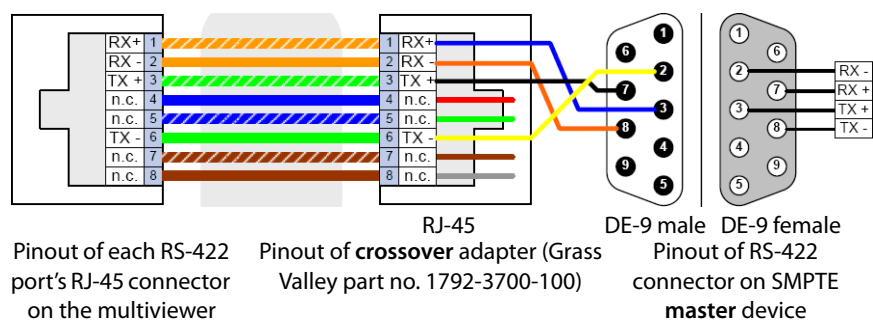 RX+ 1
RX - 2
TX + 3
n.c. 4
n.c. 5
TX - 6
n.c. 7
n.c. 8
1 RX+
2 RX -
3 TX +
4 n.c.
5 n.c.
6 TX -
7 n.c.
8 n.c.
1
6
2
7
3
8
4
9
5
1
6
2
7
3
8
4
9
5
RX -
RX +
TX +
TX -
RJ-45
DE-9 male DE-9 female
Pinout of each RS-422
port's RJ-45 connector
on the multiviewer
Pinout of crossover adapter (Grass
Valley part no. 1792-3700-100)
Pinout of RS-422
connector on SMPTE
master device